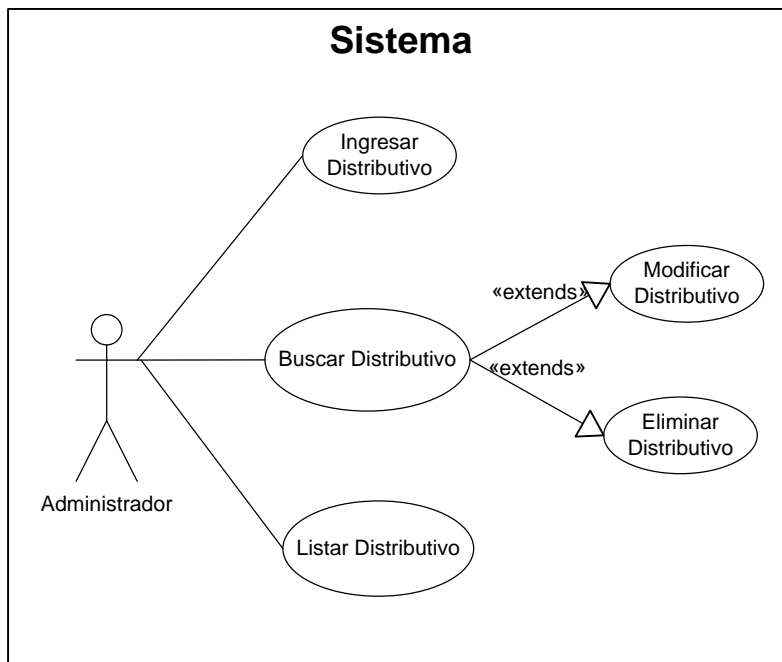 Sistema
Ingresar
Distributivo
Modificar
Distributivo
«extends»
Buscar Distributivo
«extends»
Eliminar
Distributivo
Administrador
Listar Distributivo